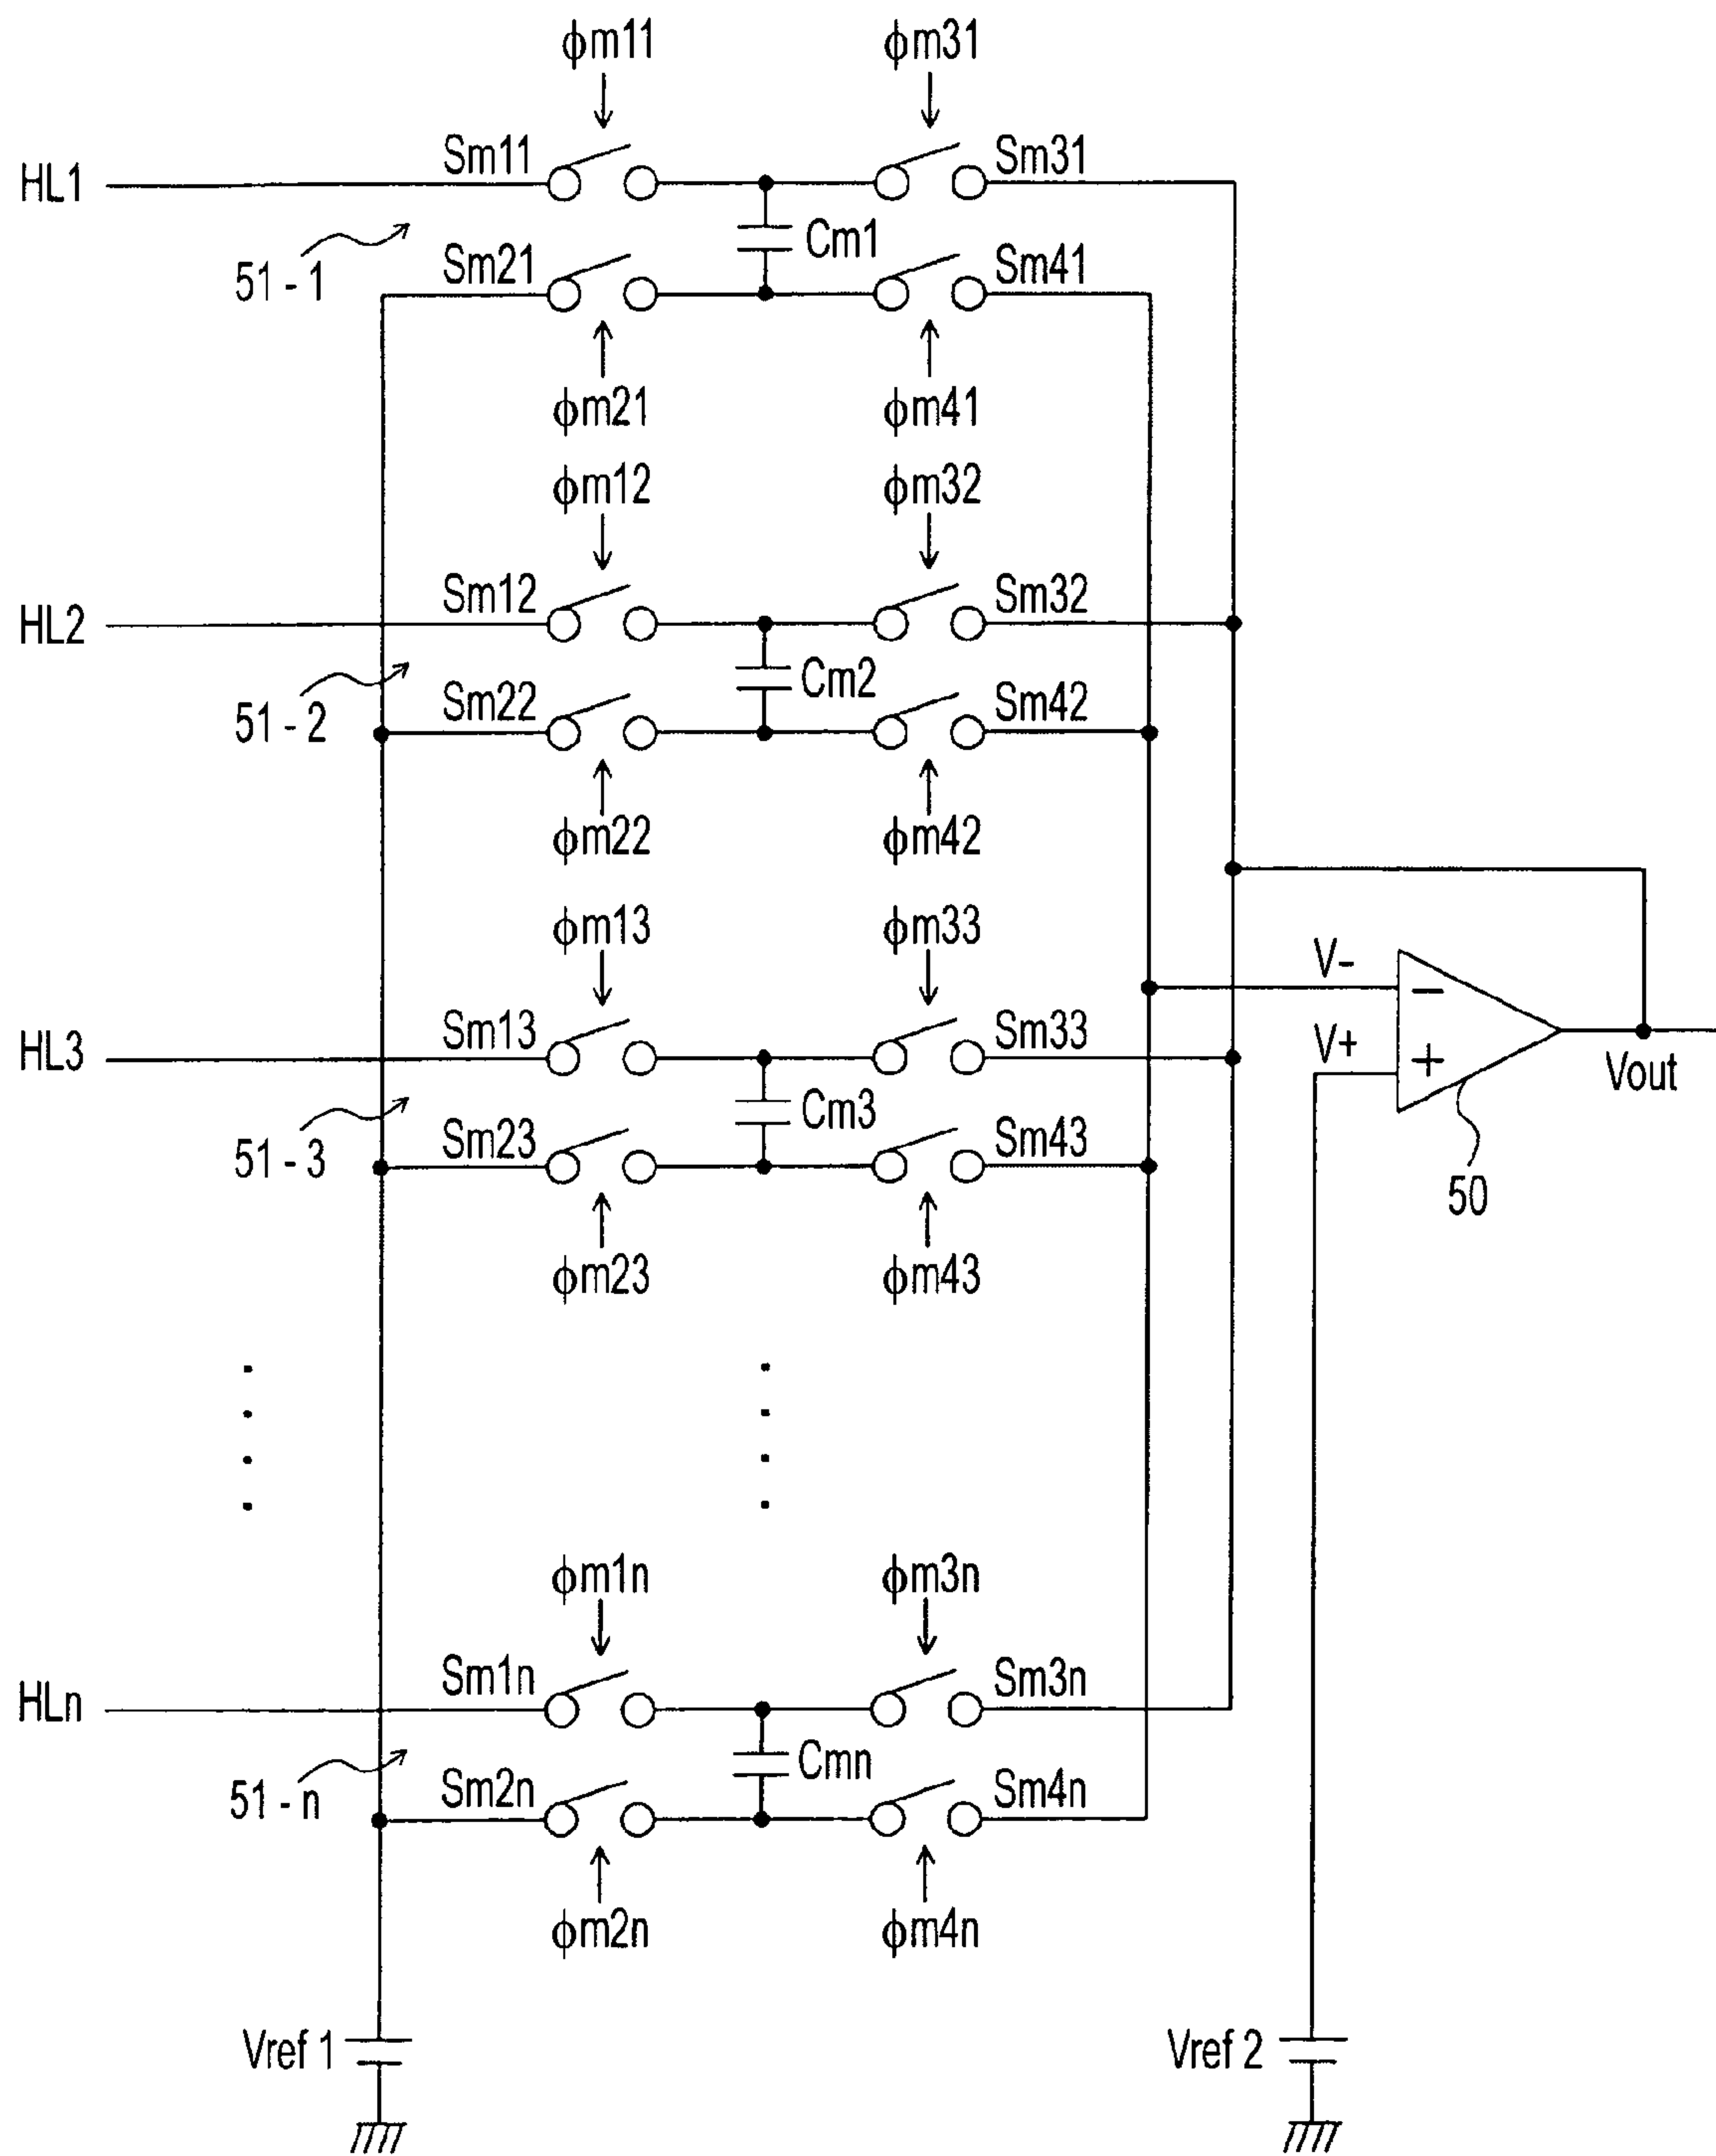 ϕm11 ϕm31
HL1 Sm11 Sm31
Cm1
51 - 1 Sm21 Sm41
ϕm21 ϕm41
ϕm12 ϕm32
HL2 Sm12 Sm32
Cm2
51 - 2 Sm22 Sm42
ϕm22 ϕm42
ϕm13 ϕm33
V−
HL3 Sm13 Sm33 V+
−
+
Vout
Cm3
51 - 3 Sm23 Sm43
50
ϕm23 ϕm43
ϕm1n ϕm3n
HLn Sm1n Sm3n
Cmn
51 - n Sm2n Sm4n
ϕm2n ϕm4n
Vref 1 Vref 2